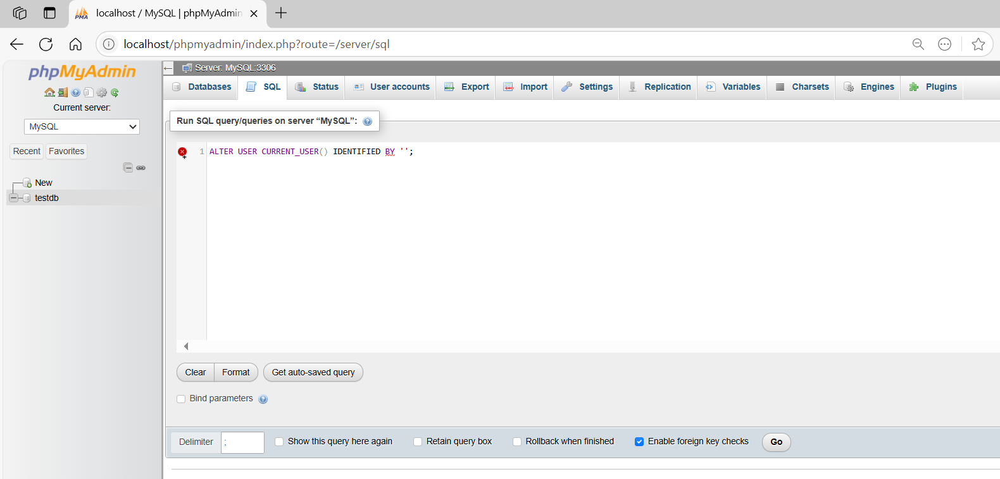 localhost / MySQL | phpMyAdmin
localhost/phpmyadmin/index.php?route=/server/sql
phpMyAdmin
Current server:
MySQL
Recent Favorites
New
testdb
Server: MySQL:3306
Databases SQL Status User accounts Export Import Settings Replication Variables Charsets Engines Plugins
Run SQL query/queries on server “MySQL”:
1 ALTER USER CURRENT_USER() IDENTIFIED BY '';
Clear Format Get auto-saved query
Bind parameters
Delimiter ; Show this query here again Retain query box Rollback when finished Enable foreign key checks Go